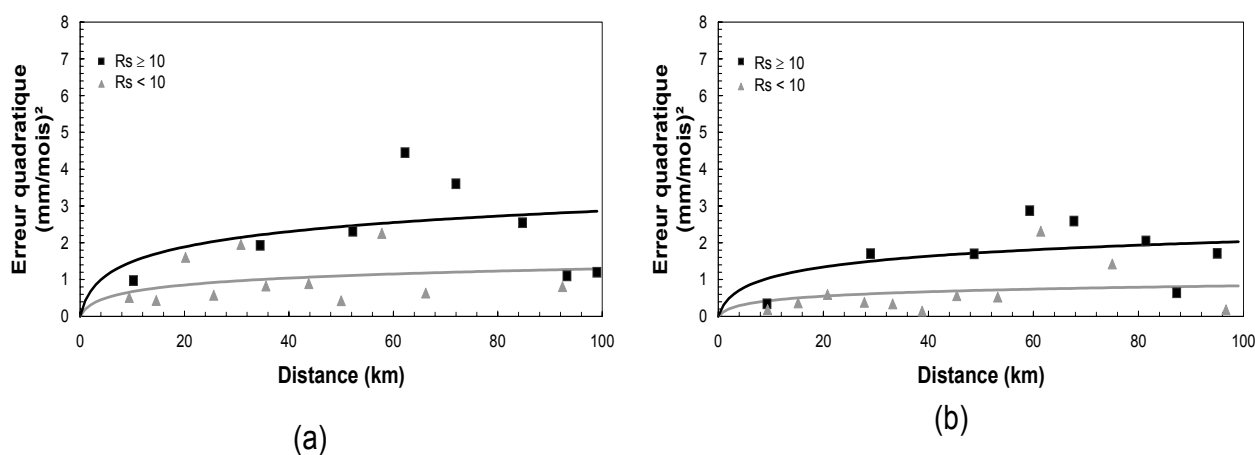 8
7
6
5
4
3
2
1
0
Erreur quadratique
(mm/mois)²
Rs ≥ 10
Rs < 10
0 20 40 60 80 100
Distance (km)
(a)
8
7
6
5
4
3
2
1
0
Erreur quadratique
(mm/mois)²
Rs ≥ 10
Rs < 10
0 20 40 60 80 100
Distance (km)
(b)